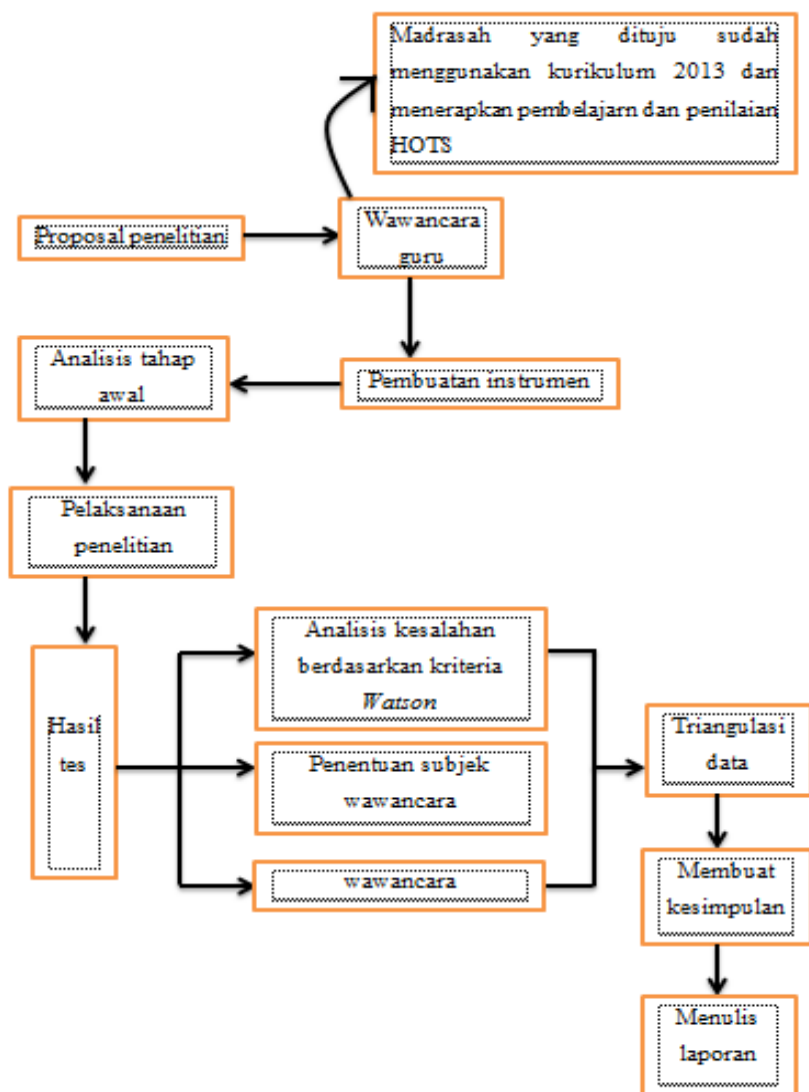 Madrasah yang dituju sudah
menggunakan kurikulum 2013 dan
menerapkan pembelajarn dan penilaian
HOTS
Proposal penelitian
Wawancara
guru
Analisis tahap
awal
Pembuatan instrumen
Pelaksanaan
penelitian
Hasil
tes
Analisis kesalahan
berdasarkan kriteria
Watson
Penentuan subjek
wawancara
wawancara
Triangulasi
data
Membuat
kesimpulan
Menulis
laporan